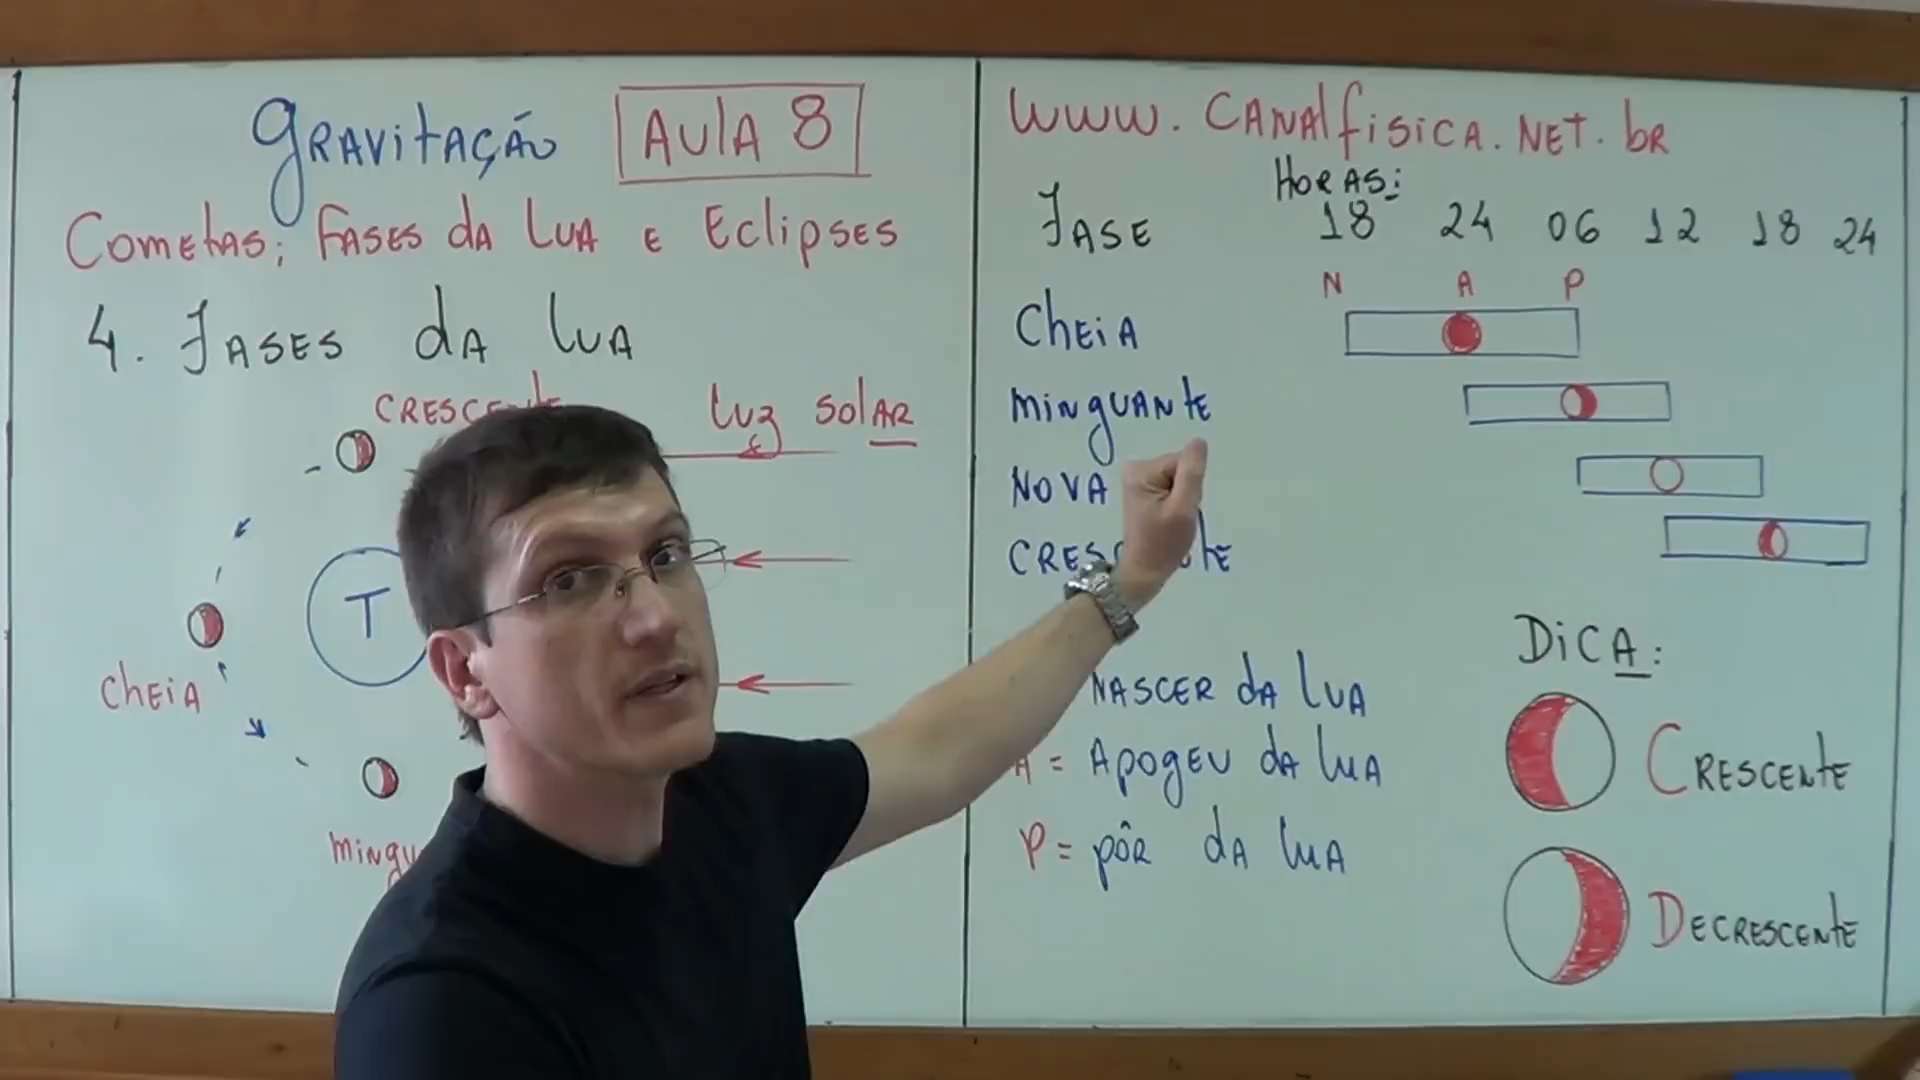 Gravitação Aula 8
Cometas, Fases da Lua e Eclipses
4. Fases da Lua
Crescente Luz Solar
T
Cheia
www.canalfisica.net.br
Horas:
Fase 18 24 06 12 18 24
N A P
Cheia
Minguante
Nova
Nascer da Lua
A = Apogeu da Lua
P = pôr da Lua
Dica:
Crescente
Decrescente